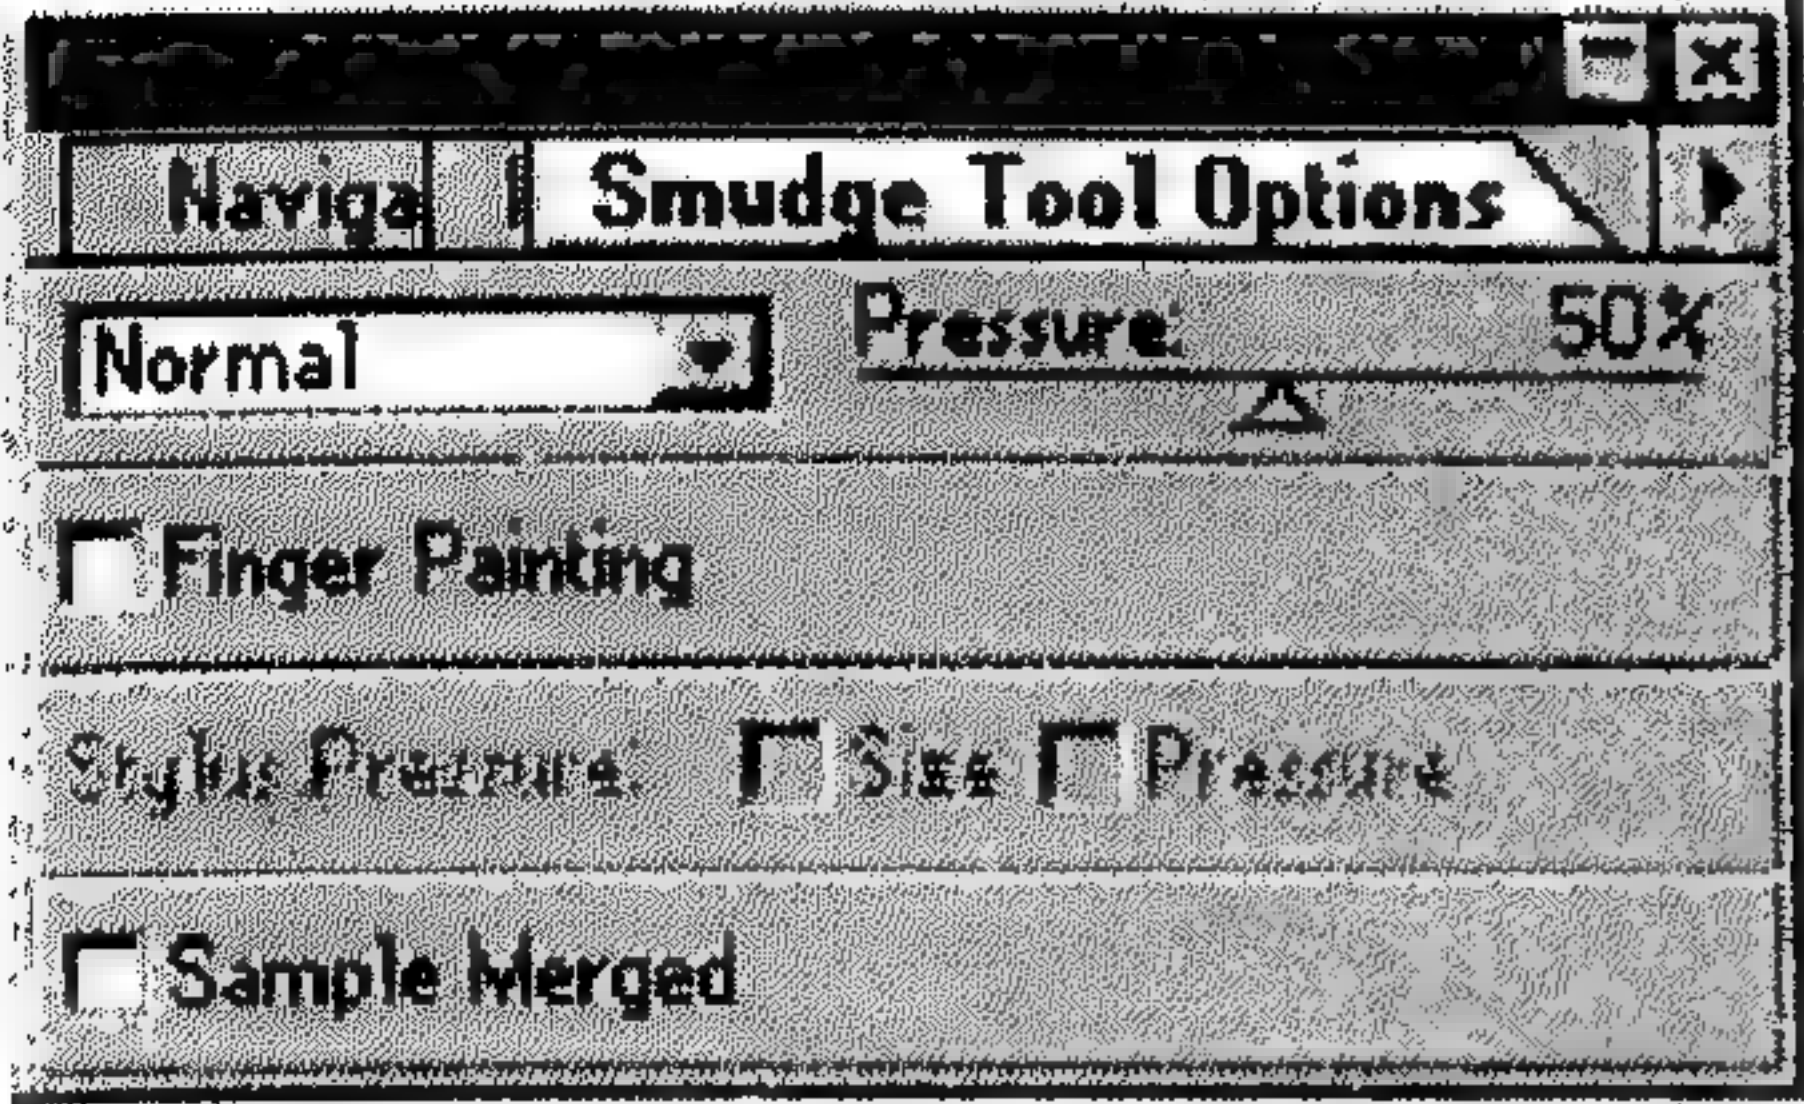 Naviga Smudge Tool Options
Normal Pressure: 50%
Finger Painting
Stylus Pressure: Size Pressure
Sample Merged